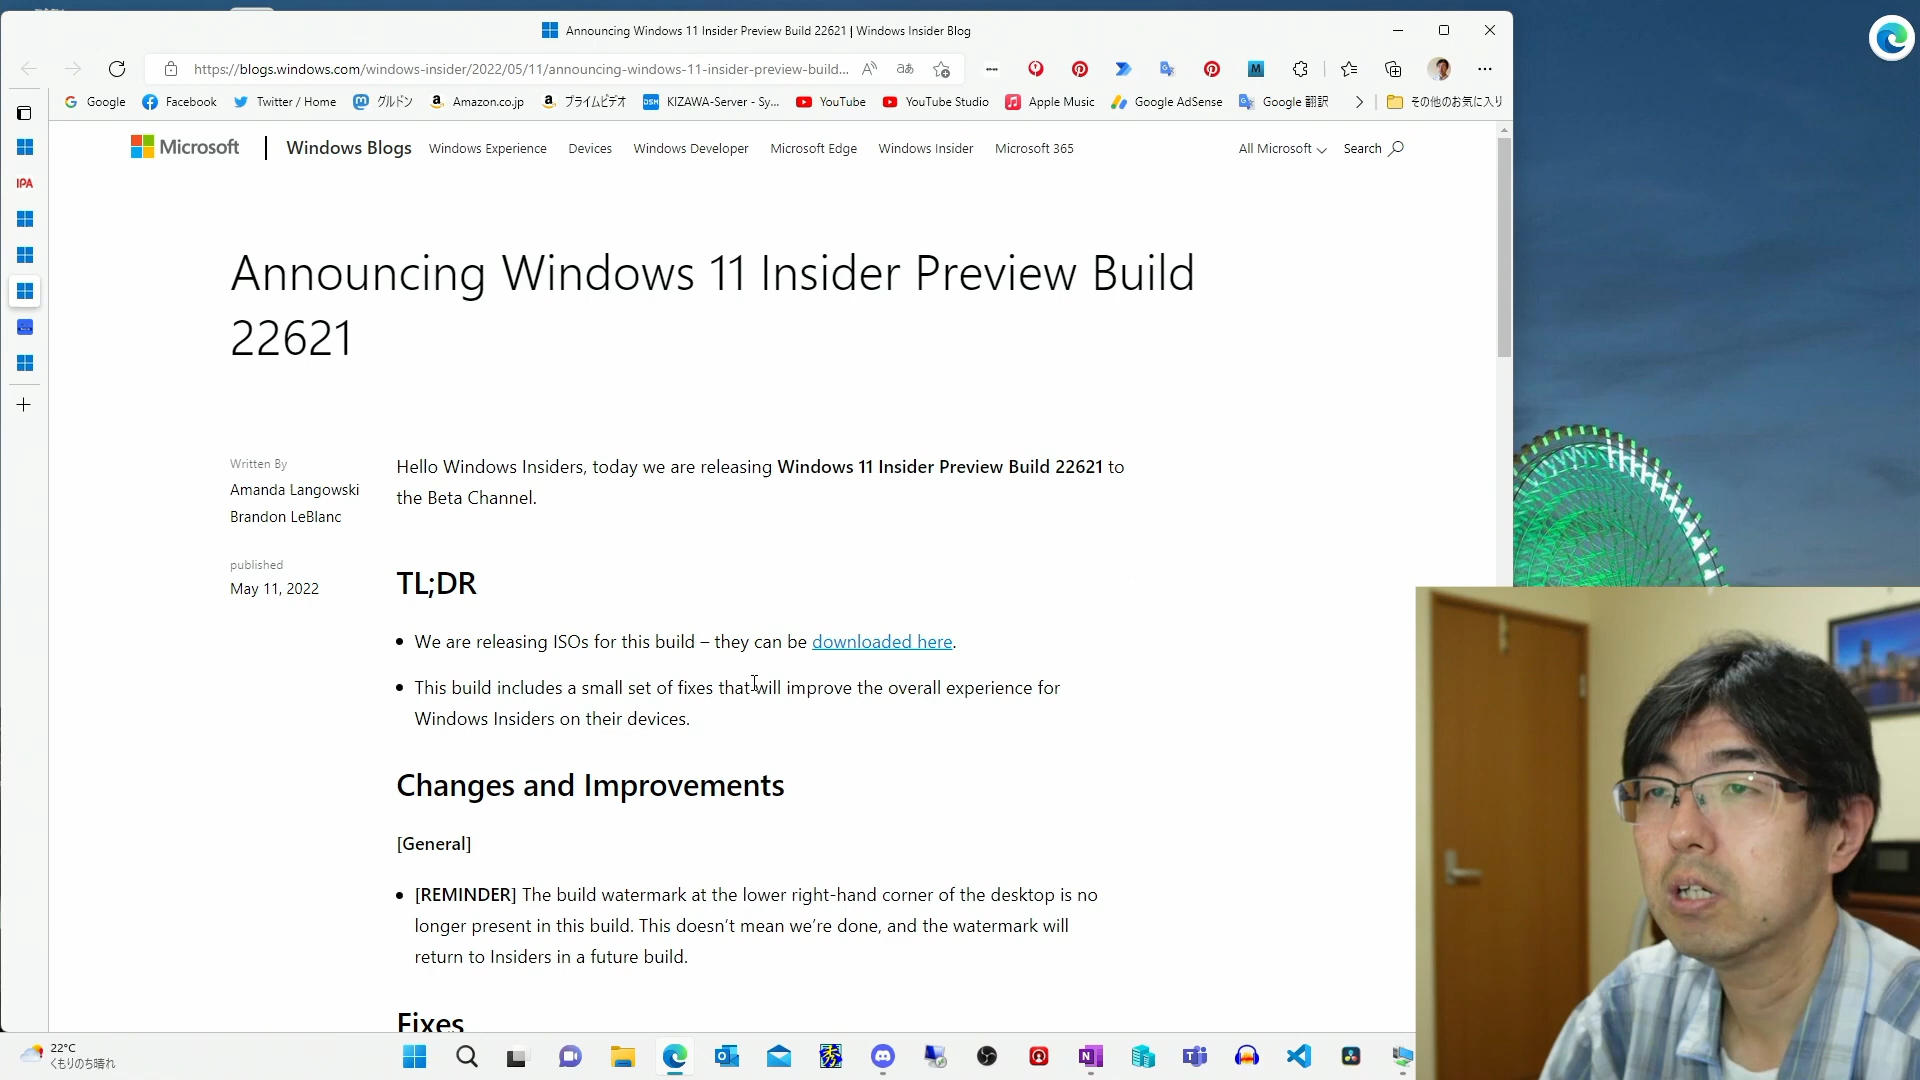 Announcing Windows 11 Insider Preview Build 22621 | Windows Insider Blog
https://blogs.windows.com/windows-insider/2022/05/11/announcing-windows-11-insider-preview-build...
Google Facebook Twitter / Home グルドン Amazon.co.jp プライムビデオ KIZAWA-Server - Sy... YouTube YouTube Studio Apple Music Google AdSense Google 翻訳 その他のお気に入り
IPA
Microsoft Windows Blogs Windows Experience Devices Windows Developer Microsoft Edge Windows Insider Microsoft 365 All Microsoft Search
Announcing Windows 11 Insider Preview Build
22621
Written By
Amanda Langowski
Brandon LeBlanc
published
May 11, 2022
Hello Windows Insiders, today we are releasing Windows 11 Insider Preview Build 22621 to
the Beta Channel.
TL;DR
• We are releasing ISOs for this build – they can be downloaded here.
• This build includes a small set of fixes that will improve the overall experience for
Windows Insiders on their devices.
Changes and Improvements
[General]
• [REMINDER] The build watermark at the lower right-hand corner of the desktop is no
longer present in this build. This doesn’t mean we’re done, and the watermark will
return to Insiders in a future build.
Fixes
22°C
くもりのち晴れ